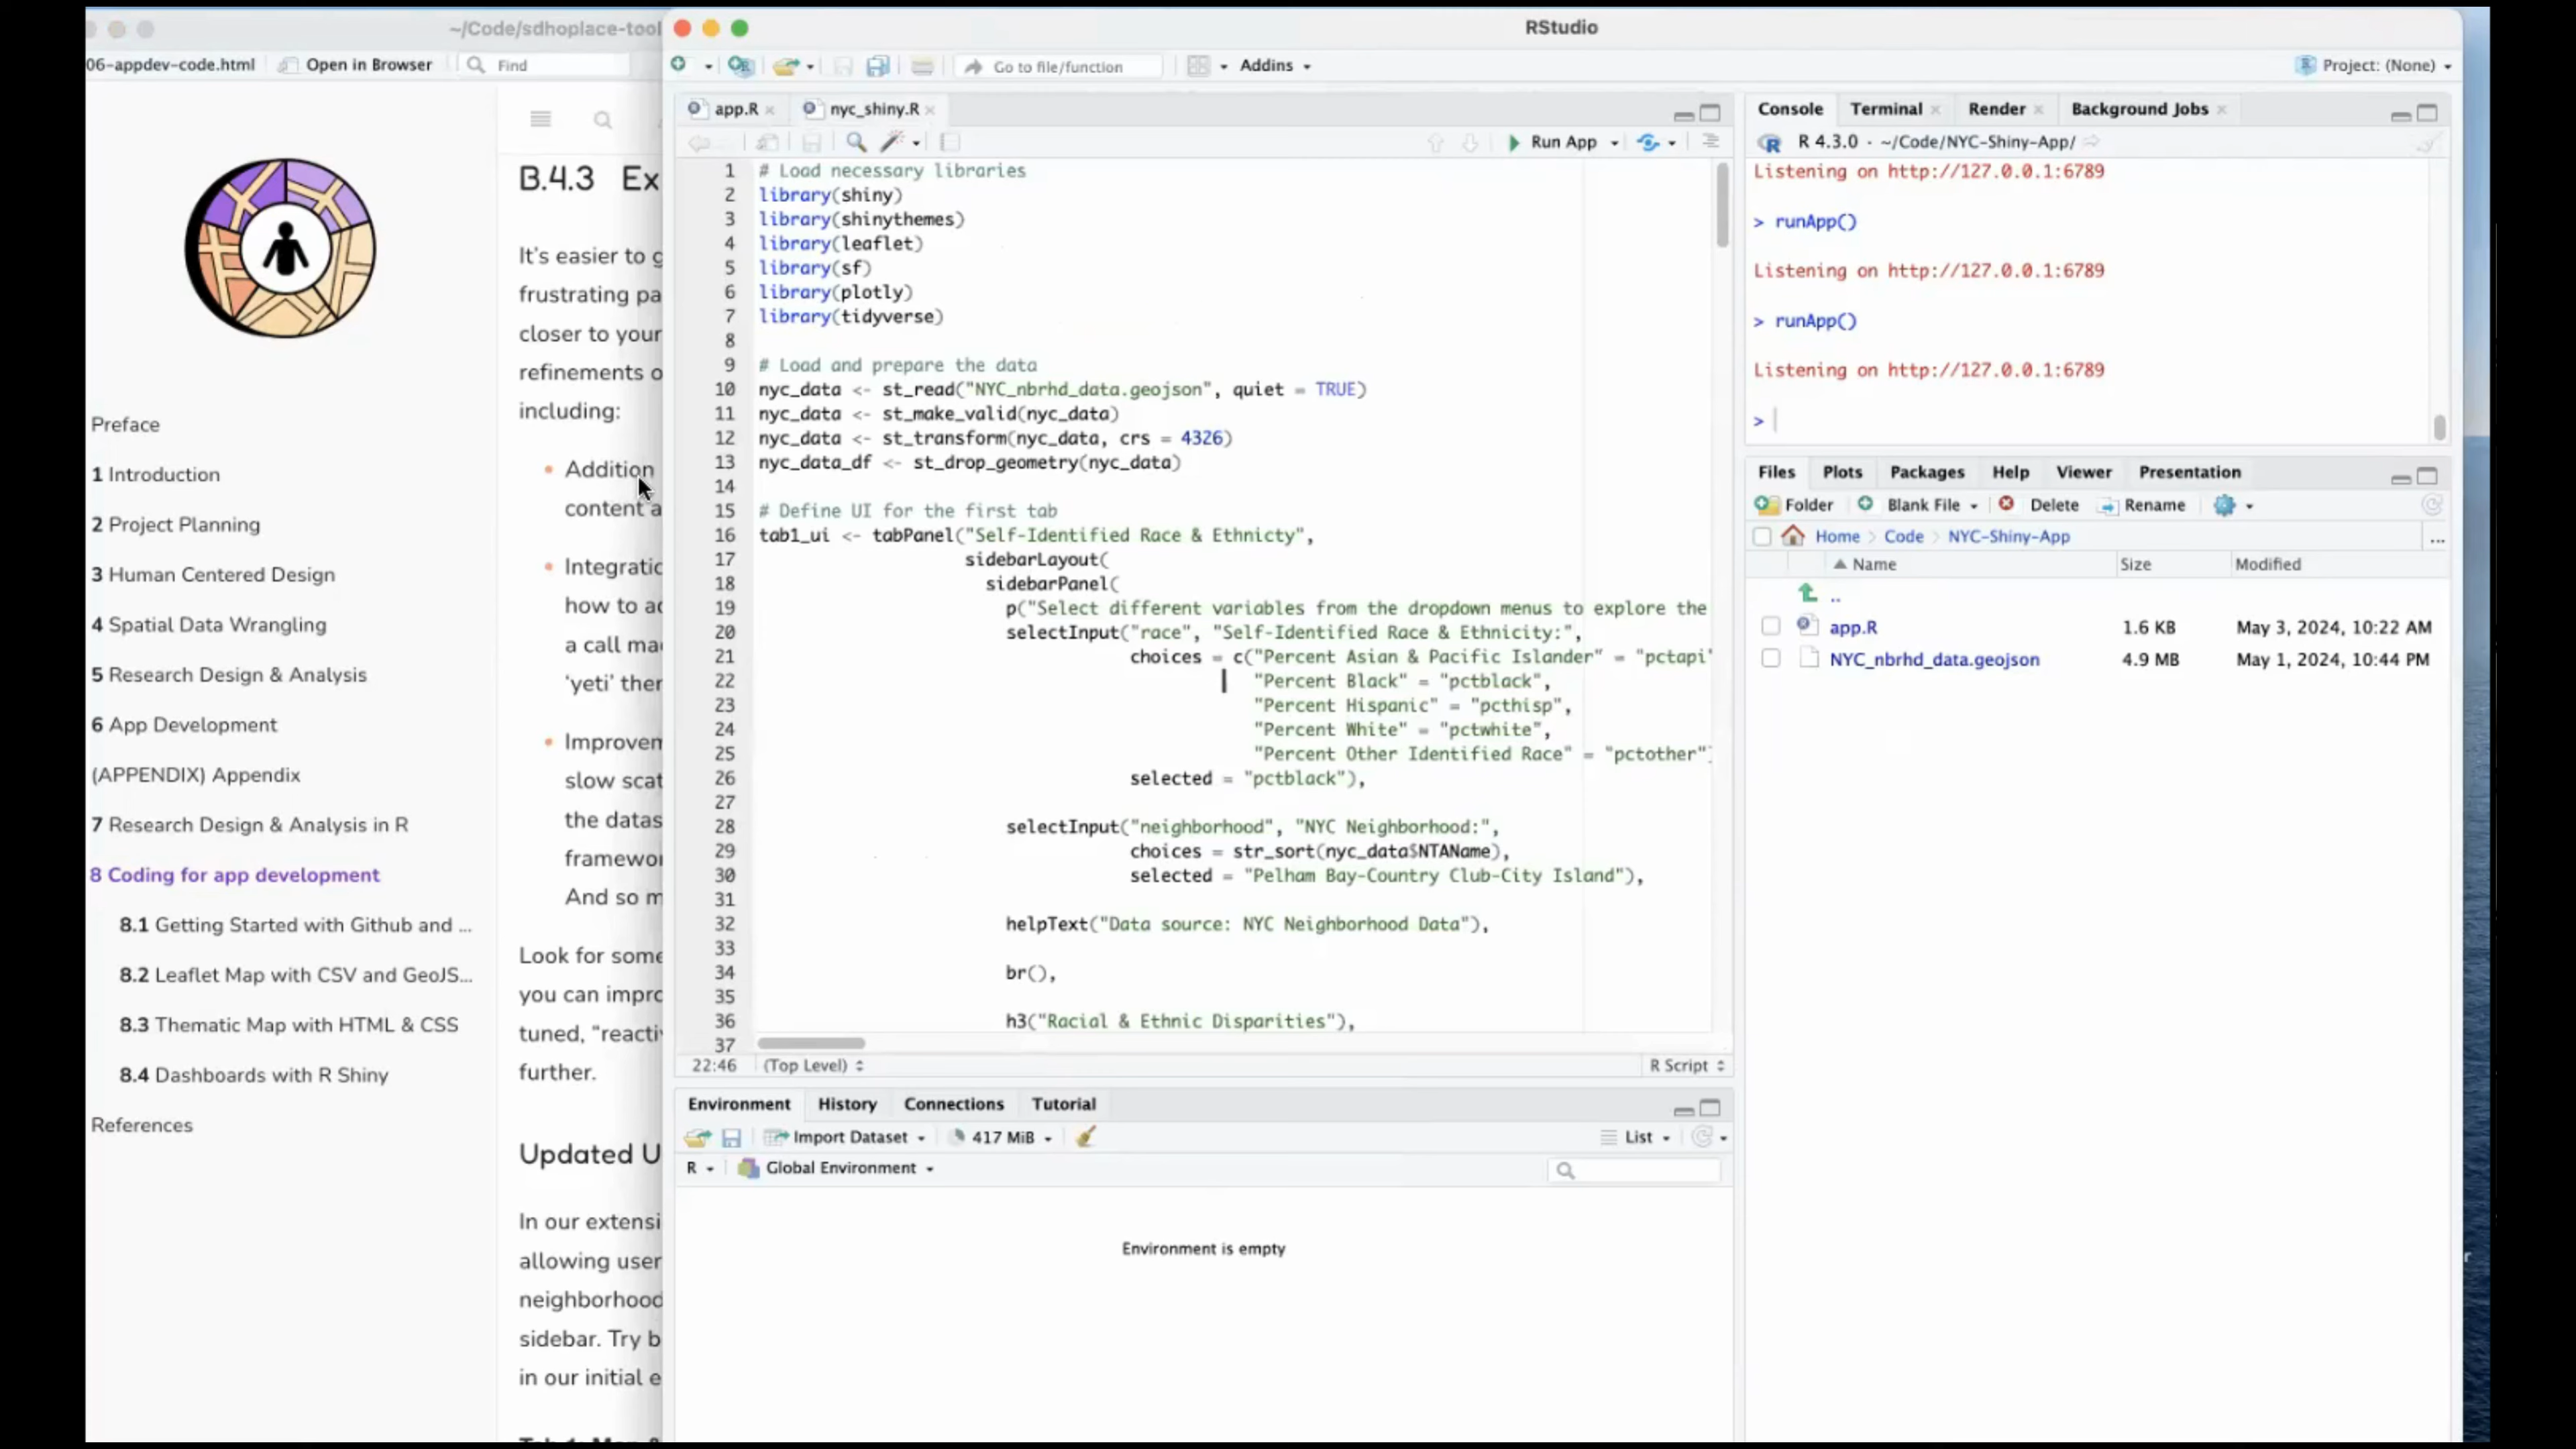 ~/Code/sdhoplace-tool
06-appdev-code.html
Open in Browser
Find
Preface
1 Introduction
2 Project Planning
3 Human Centered Design
4 Spatial Data Wrangling
5 Research Design & Analysis
6 App Development
(APPENDIX) Appendix
7 Research Design & Analysis in R
8 Coding for app development
8.1 Getting Started with Github and ...
8.2 Leaflet Map with CSV and GeoJS...
8.3 Thematic Map with HTML & CSS
8.4 Dashboards with R Shiny
References
B.4.3 Ex
It's easier to g
frustrating pa
closer to your
refinements o
including:
Addition
content a
Integratio
how to ad
a call mad
'yeti' then
Improvem
slow scat
the datas
framewor
And so m
Look for some
you can impro
tuned, "reacti
further.
Updated U
In our extensi
allowing user
neighborhood
sidebar. Try b
in our initial e
RStudio
Go to file/function
Addins
Project: (None)
app.R
nyc_shiny.R
Run App
1 # Load necessary libraries
2 library(shiny)
3 library(shinythemes)
4 library(leaflet)
5 library(sf)
6 library(plotly)
7 library(tidyverse)
8
9 # Load and prepare the data
10 nyc_data <- st_read("NYC_nbrhd_data.geojson", quiet = TRUE)
11 nyc_data <- st_make_valid(nyc_data)
12 nyc_data <- st_transform(nyc_data, crs = 4326)
13 nyc_data_df <- st_drop_geometry(nyc_data)
14
15 # Define UI for the first tab
16 tab1_ui <- tabPanel("Self-Identified Race & Ethnicty",
17 sidebarLayout(
18 sidebarPanel(
19 p("Select different variables from the dropdown menus to explore the
20 selectInput("race", "Self-Identified Race & Ethnicity:",
21 choices = c("Percent Asian & Pacific Islander" = "pctapi"
22 "Percent Black" = "pctblack",
23 "Percent Hispanic" = "pcthisp",
24 "Percent White" = "pctwhite",
25 "Percent Other Identified Race" = "pctother")
26 selected = "pctblack"),
27
28 selectInput("neighborhood", "NYC Neighborhood:",
29 choices = str_sort(nyc_data$NTAName),
30 selected = "Pelham Bay-Country Club-City Island"),
31
32 helpText("Data source: NYC Neighborhood Data"),
33
34 br(),
35
36 h3("Racial & Ethnic Disparities"),
37
22:46 (Top Level) R Script
Environment History Connections Tutorial
Import Dataset 417 MiB List
R Global Environment
Environment is empty
Console Terminal Render Background Jobs
R 4.3.0 · ~/Code/NYC-Shiny-App/
Listening on http://127.0.0.1:6789
> runApp()
Listening on http://127.0.0.1:6789
> runApp()
Listening on http://127.0.0.1:6789
>
Files Plots Packages Help Viewer Presentation
Folder Blank File Delete Rename
Home Code NYC-Shiny-App ...
Name Size Modified
..
app.R 1.6 KB May 3, 2024, 10:22 AM
NYC_nbrhd_data.geojson 4.9 MB May 1, 2024, 10:44 PM